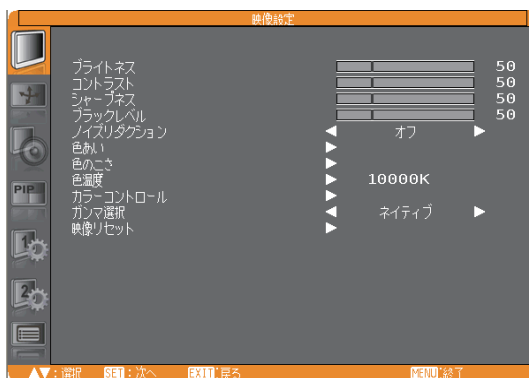 映像設定
ブライトネス 50
コントラスト 50
シャープネス 50
ブラックレベル 50
ノイズリダクション ◀ オフ ▶
色あい ▶
色のこさ ▶
色温度 ▶ 10000K
カラーコントロール ▶
ガンマ選択 ◀ ネイティブ ▶
映像リセット ▶
PIP
1
2
▲▼:選択 SET:次へ EXIT:戻る MENU:終了